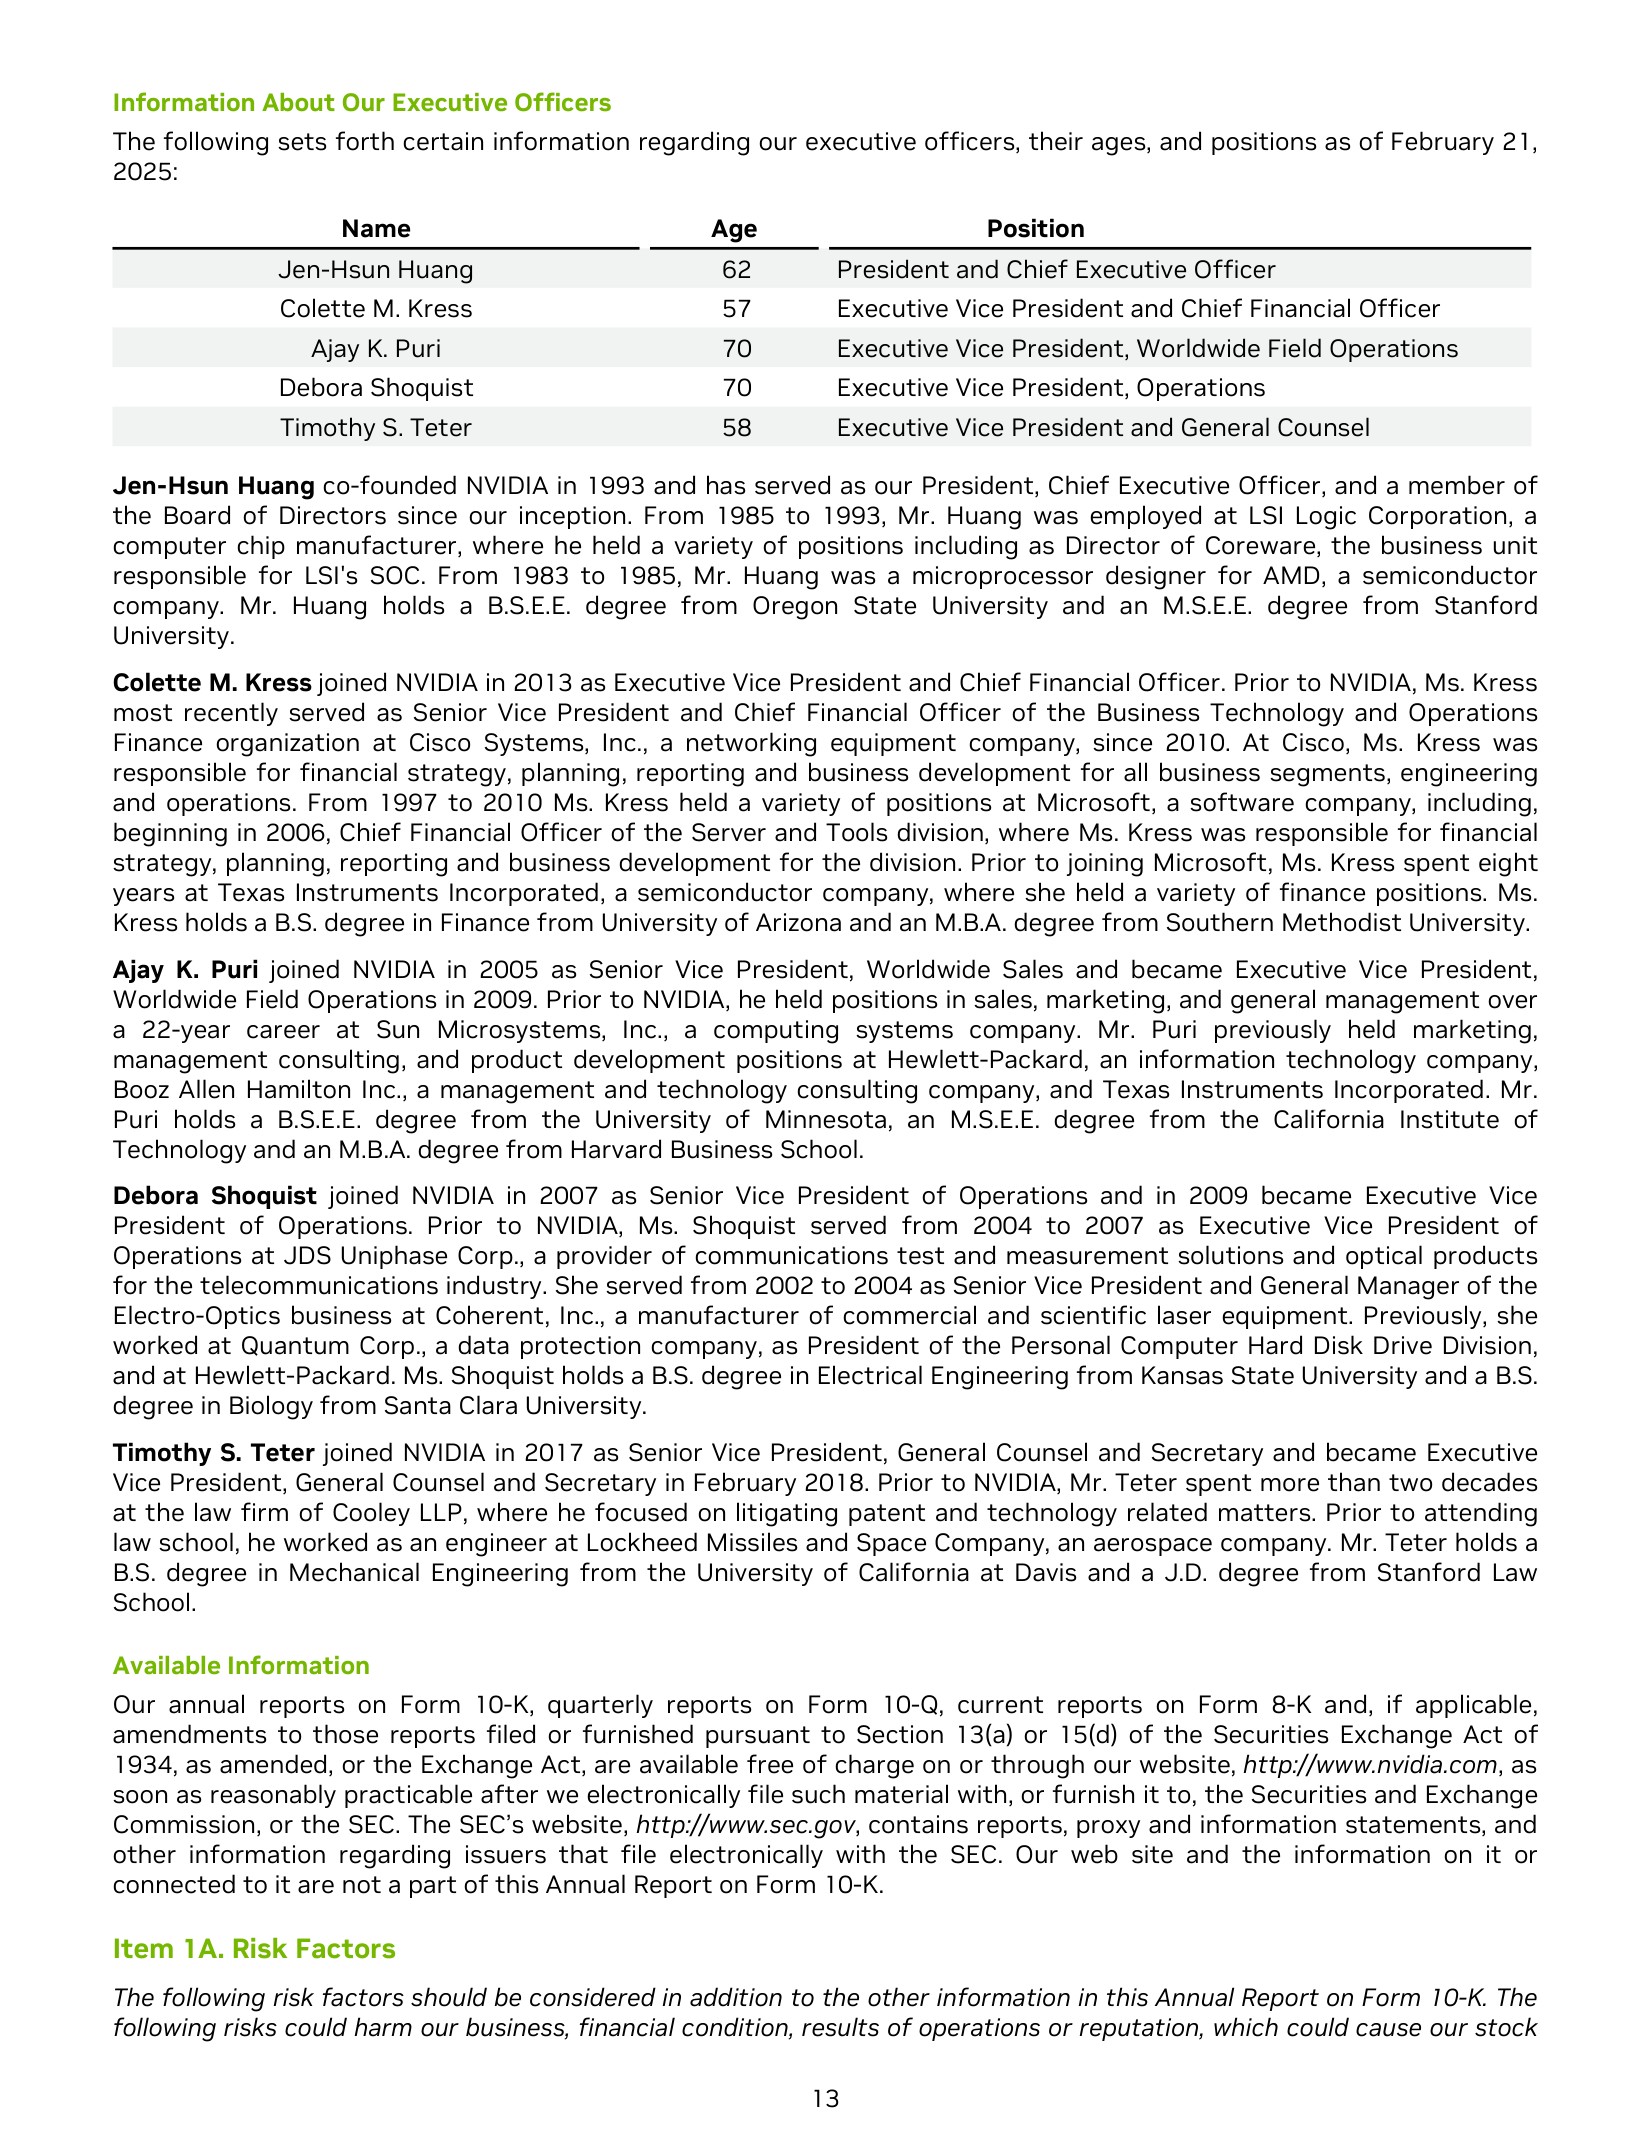 Information About Our Executive Officers
The following sets forth certain information regarding our executive officers, their ages, and positions as of February 21,
2025:
Name Age Position
Jen-Hsun Huang 62 President and Chief Executive Officer
Colette M. Kress 57 Executive Vice President and Chief Financial Officer
Ajay K. Puri 70 Executive Vice President, Worldwide Field Operations
Debora Shoquist 70 Executive Vice President, Operations
Timothy S. Teter 58 Executive Vice President and General Counsel
Jen-Hsun Huang co-founded NVIDIA in 1993 and has served as our President, Chief Executive Officer, and a member of
the Board of Directors since our inception. From 1985 to 1993, Mr. Huang was employed at LSI Logic Corporation, a
computer chip manufacturer, where he held a variety of positions including as Director of Coreware, the business unit
responsible for LSI's SOC. From 1983 to 1985, Mr. Huang was a microprocessor designer for AMD, a semiconductor
company. Mr. Huang holds a B.S.E.E. degree from Oregon State University and an M.S.E.E. degree from Stanford
University.
Colette M. Kress joined NVIDIA in 2013 as Executive Vice President and Chief Financial Officer. Prior to NVIDIA, Ms. Kress
most recently served as Senior Vice President and Chief Financial Officer of the Business Technology and Operations
Finance organization at Cisco Systems, Inc., a networking equipment company, since 2010. At Cisco, Ms. Kress was
responsible for financial strategy, planning, reporting and business development for all business segments, engineering
and operations. From 1997 to 2010 Ms. Kress held a variety of positions at Microsoft, a software company, including,
beginning in 2006, Chief Financial Officer of the Server and Tools division, where Ms. Kress was responsible for financial
strategy, planning, reporting and business development for the division. Prior to joining Microsoft, Ms. Kress spent eight
years at Texas Instruments Incorporated, a semiconductor company, where she held a variety of finance positions. Ms.
Kress holds a B.S. degree in Finance from University of Arizona and an M.B.A. degree from Southern Methodist University.
Ajay K. Puri joined NVIDIA in 2005 as Senior Vice President, Worldwide Sales and became Executive Vice President,
Worldwide Field Operations in 2009. Prior to NVIDIA, he held positions in sales, marketing, and general management over
a 22-year career at Sun Microsystems, Inc., a computing systems company. Mr. Puri previously held marketing,
management consulting, and product development positions at Hewlett-Packard, an information technology company,
Booz Allen Hamilton Inc., a management and technology consulting company, and Texas Instruments Incorporated. Mr.
Puri holds a B.S.E.E. degree from the University of Minnesota, an M.S.E.E. degree from the California Institute of
Technology and an M.B.A. degree from Harvard Business School.
Debora Shoquist joined NVIDIA in 2007 as Senior Vice President of Operations and in 2009 became Executive Vice
President of Operations. Prior to NVIDIA, Ms. Shoquist served from 2004 to 2007 as Executive Vice President of
Operations at JDS Uniphase Corp., a provider of communications test and measurement solutions and optical products
for the telecommunications industry. She served from 2002 to 2004 as Senior Vice President and General Manager of the
Electro-Optics business at Coherent, Inc., a manufacturer of commercial and scientific laser equipment. Previously, she
worked at Quantum Corp., a data protection company, as President of the Personal Computer Hard Disk Drive Division,
and at Hewlett-Packard. Ms. Shoquist holds a B.S. degree in Electrical Engineering from Kansas State University and a B.S.
degree in Biology from Santa Clara University.
Timothy S. Teter joined NVIDIA in 2017 as Senior Vice President, General Counsel and Secretary and became Executive
Vice President, General Counsel and Secretary in February 2018. Prior to NVIDIA, Mr. Teter spent more than two decades
at the law firm of Cooley LLP, where he focused on litigating patent and technology related matters. Prior to attending
law school, he worked as an engineer at Lockheed Missiles and Space Company, an aerospace company. Mr. Teter holds a
B.S. degree in Mechanical Engineering from the University of California at Davis and a J.D. degree from Stanford Law
School.
Available Information
Our annual reports on Form 10-K, quarterly reports on Form 10-Q, current reports on Form 8-K and, if applicable,
amendments to those reports filed or furnished pursuant to Section 13(a) or 15(d) of the Securities Exchange Act of
1934, as amended, or the Exchange Act, are available free of charge on or through our website, http://www.nvidia.com, as
soon as reasonably practicable after we electronically file such material with, or furnish it to, the Securities and Exchange
Commission, or the SEC. The SEC’s website, http://www.sec.gov, contains reports, proxy and information statements, and
other information regarding issuers that file electronically with the SEC. Our web site and the information on it or
connected to it are not a part of this Annual Report on Form 10-K.
Item 1A. Risk Factors
The following risk factors should be considered in addition to the other information in this Annual Report on Form 10-K. The
following risks could harm our business, financial condition, results of operations or reputation, which could cause our stock
13